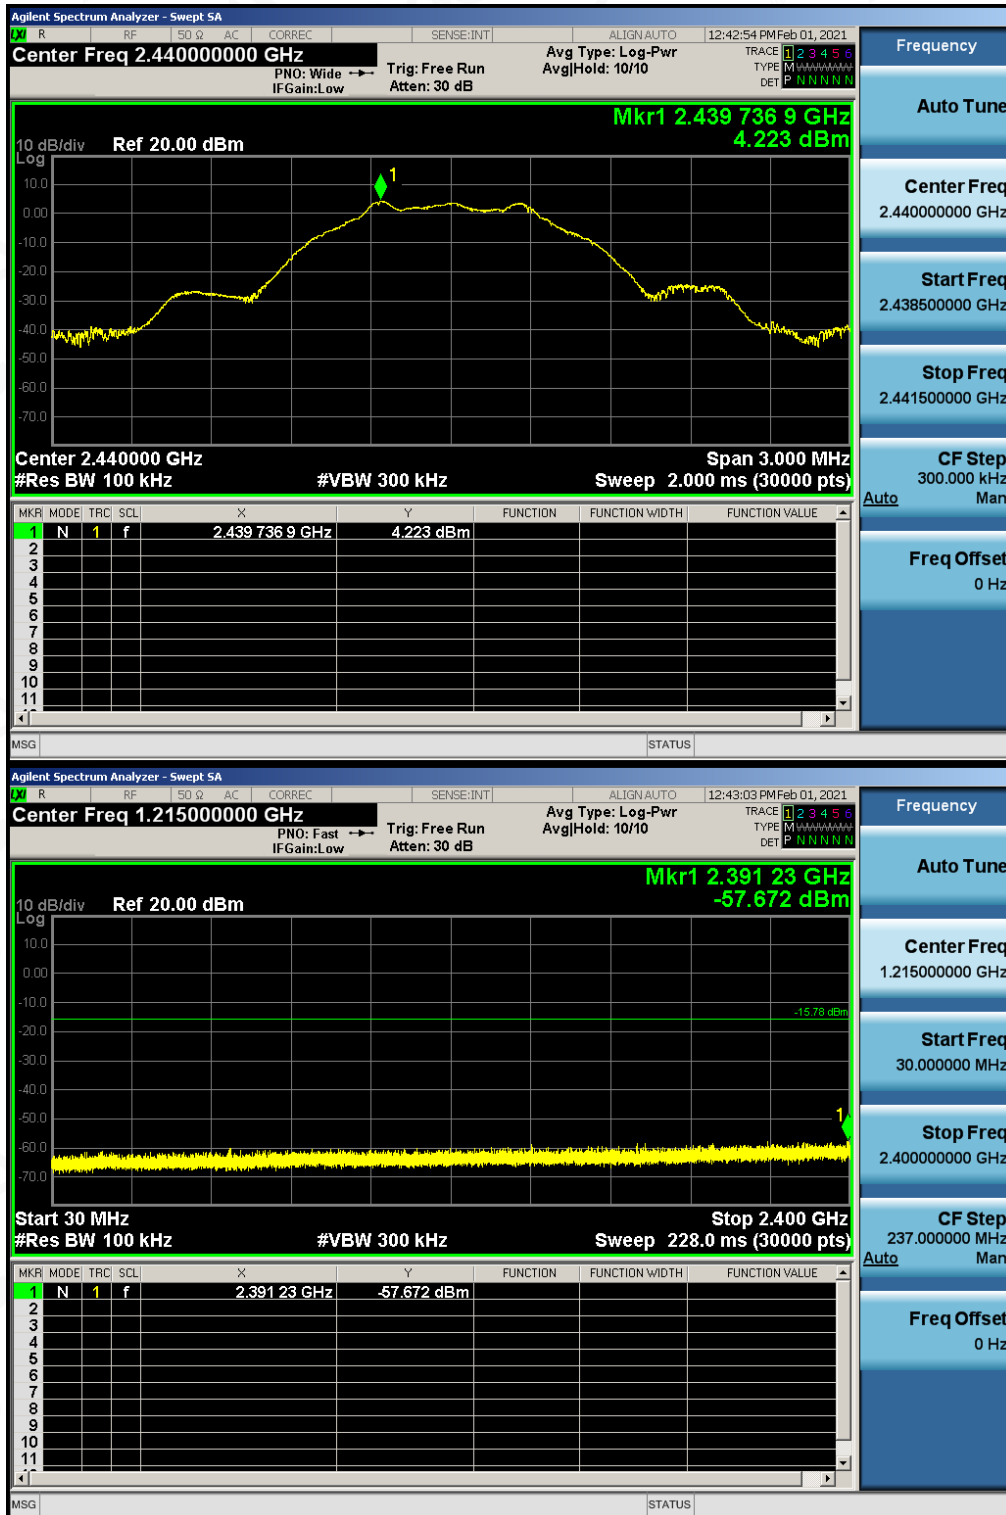 Agilent Spectrum Analyzer - Swept SA
LXI R RF 50 Ω AC CORREC SENSE:INT ALIGN AUTO 12:42:54 PM Feb 01, 2021
Center Freq 2.440000000 GHz
PNO: Wide
IFGain:Low
Trig: Free Run
Atten: 30 dB
Avg Type: Log-Pwr
Avg|Hold: 10/10
TRACE 1 2 3 4 5 6
TYPE M
DET P N N N N N
Mkr1 2.439 736 9 GHz
4.223 dBm
10 dB/div Ref 20.00 dBm
Log
10.0
0.00
-10.0
-20.0
-30.0
-40.0
-50.0
-60.0
-70.0
1
Center 2.440000 GHz Span 3.000 MHz
#Res BW 100 kHz #VBW 300 kHz Sweep 2.000 ms (30000 pts)
MKR MODE TRC SCL X Y FUNCTION FUNCTION WIDTH FUNCTION VALUE
1 N 1 f 2.439 736 9 GHz 4.223 dBm
2
3
4
5
6
7
8
9
10
11
MSG STATUS
Frequency
Auto Tune
Center Freq
2.440000000 GHz
Start Freq
2.438500000 GHz
Stop Freq
2.441500000 GHz
CF Step
300.000 kHz
Auto Man
Freq Offset
0 Hz
Agilent Spectrum Analyzer - Swept SA
LXI R RF 50 Ω AC CORREC SENSE:INT ALIGN AUTO 12:43:03 PM Feb 01, 2021
Center Freq 1.215000000 GHz
PNO: Fast
IFGain:Low
Trig: Free Run
Atten: 30 dB
Avg Type: Log-Pwr
Avg|Hold: 10/10
TRACE 1 2 3 4 5 6
TYPE M
DET P N N N N N
Mkr1 2.391 23 GHz
-57.672 dBm
10 dB/div Ref 20.00 dBm
Log
10.0
0.00
-10.0
-20.0
-30.0
-40.0
-50.0
-60.0
-70.0
-15.78 dBm
1
Start 30 MHz Stop 2.400 GHz
#Res BW 100 kHz #VBW 300 kHz Sweep 228.0 ms (30000 pts)
MKR MODE TRC SCL X Y FUNCTION FUNCTION WIDTH FUNCTION VALUE
1 N 1 f 2.391 23 GHz -57.672 dBm
2
3
4
5
6
7
8
9
10
11
MSG STATUS
Frequency
Auto Tune
Center Freq
1.215000000 GHz
Start Freq
30.000000 MHz
Stop Freq
2.400000000 GHz
CF Step
237.000000 MHz
Auto Man
Freq Offset
0 Hz